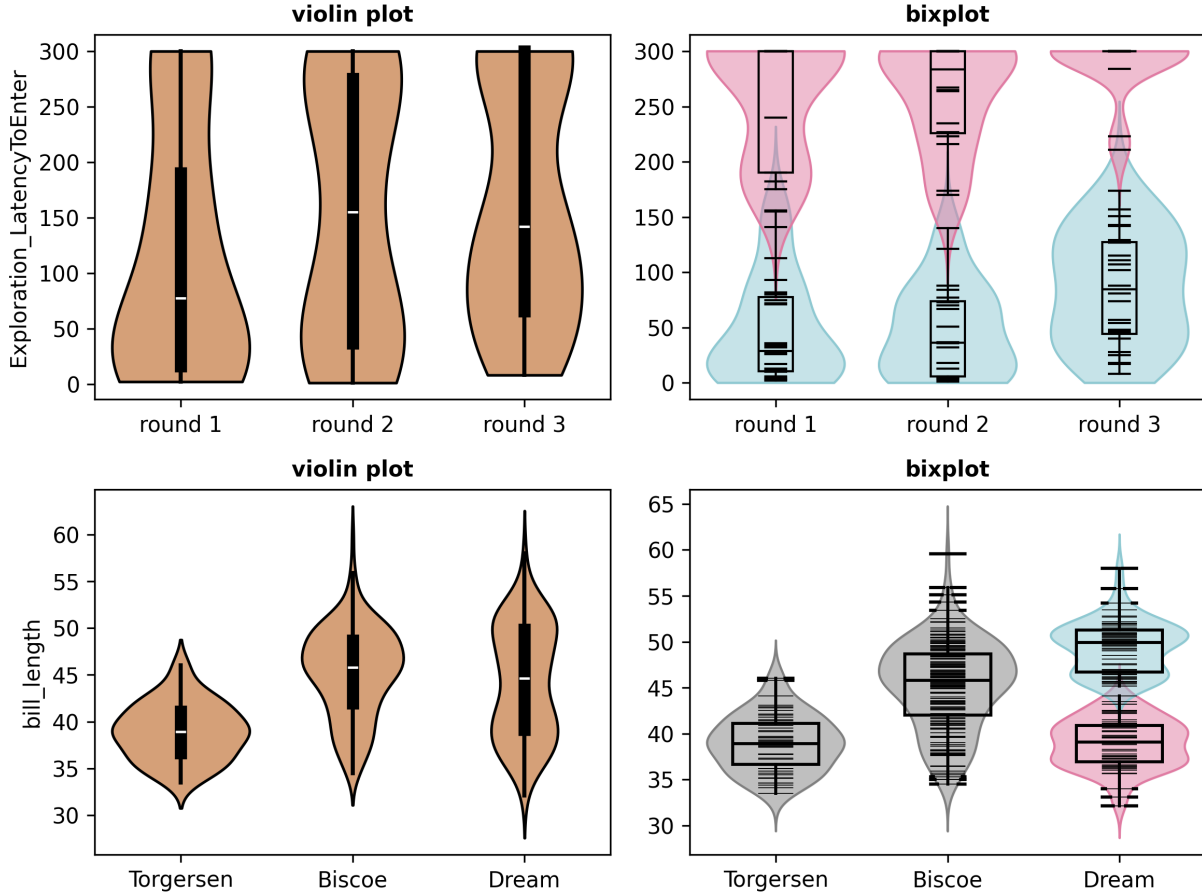 violin plot
bixplot
Exploration_LatencyToEnter
300
250
200
150
100
50
0
round 1
round 2
round 3
300
250
200
150
100
50
0
round 1
round 2
round 3
violin plot
bixplot
bill_length
60
55
50
45
40
35
30
Torgersen
Biscoe
Dream
65
60
55
50
45
40
35
30
Torgersen
Biscoe
Dream